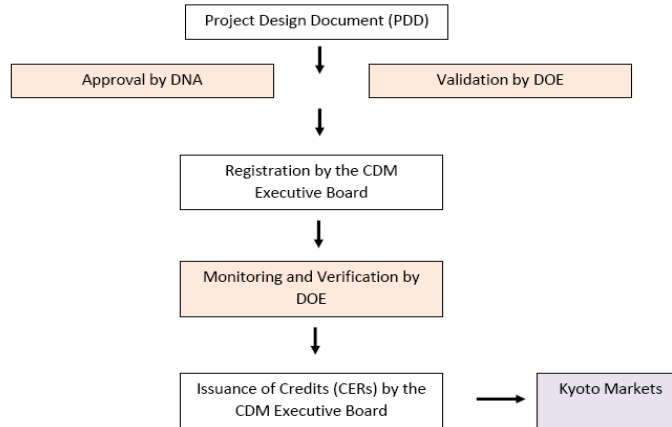 Project Design Document (PDD)
Approval by DNA
Validation by DOE
Registration by the CDM
Executive Board
Monitoring and Verification by
DOE
Issuance of Credits (CERs) by the
CDM Executive Board
Kyoto Markets